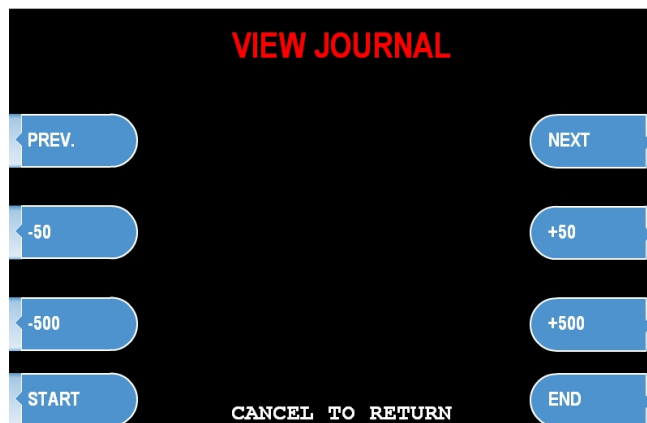 VIEW JOURNAL
PREV.
NEXT
-50
+50
-500
+500
START
END
CANCEL TO RETURN